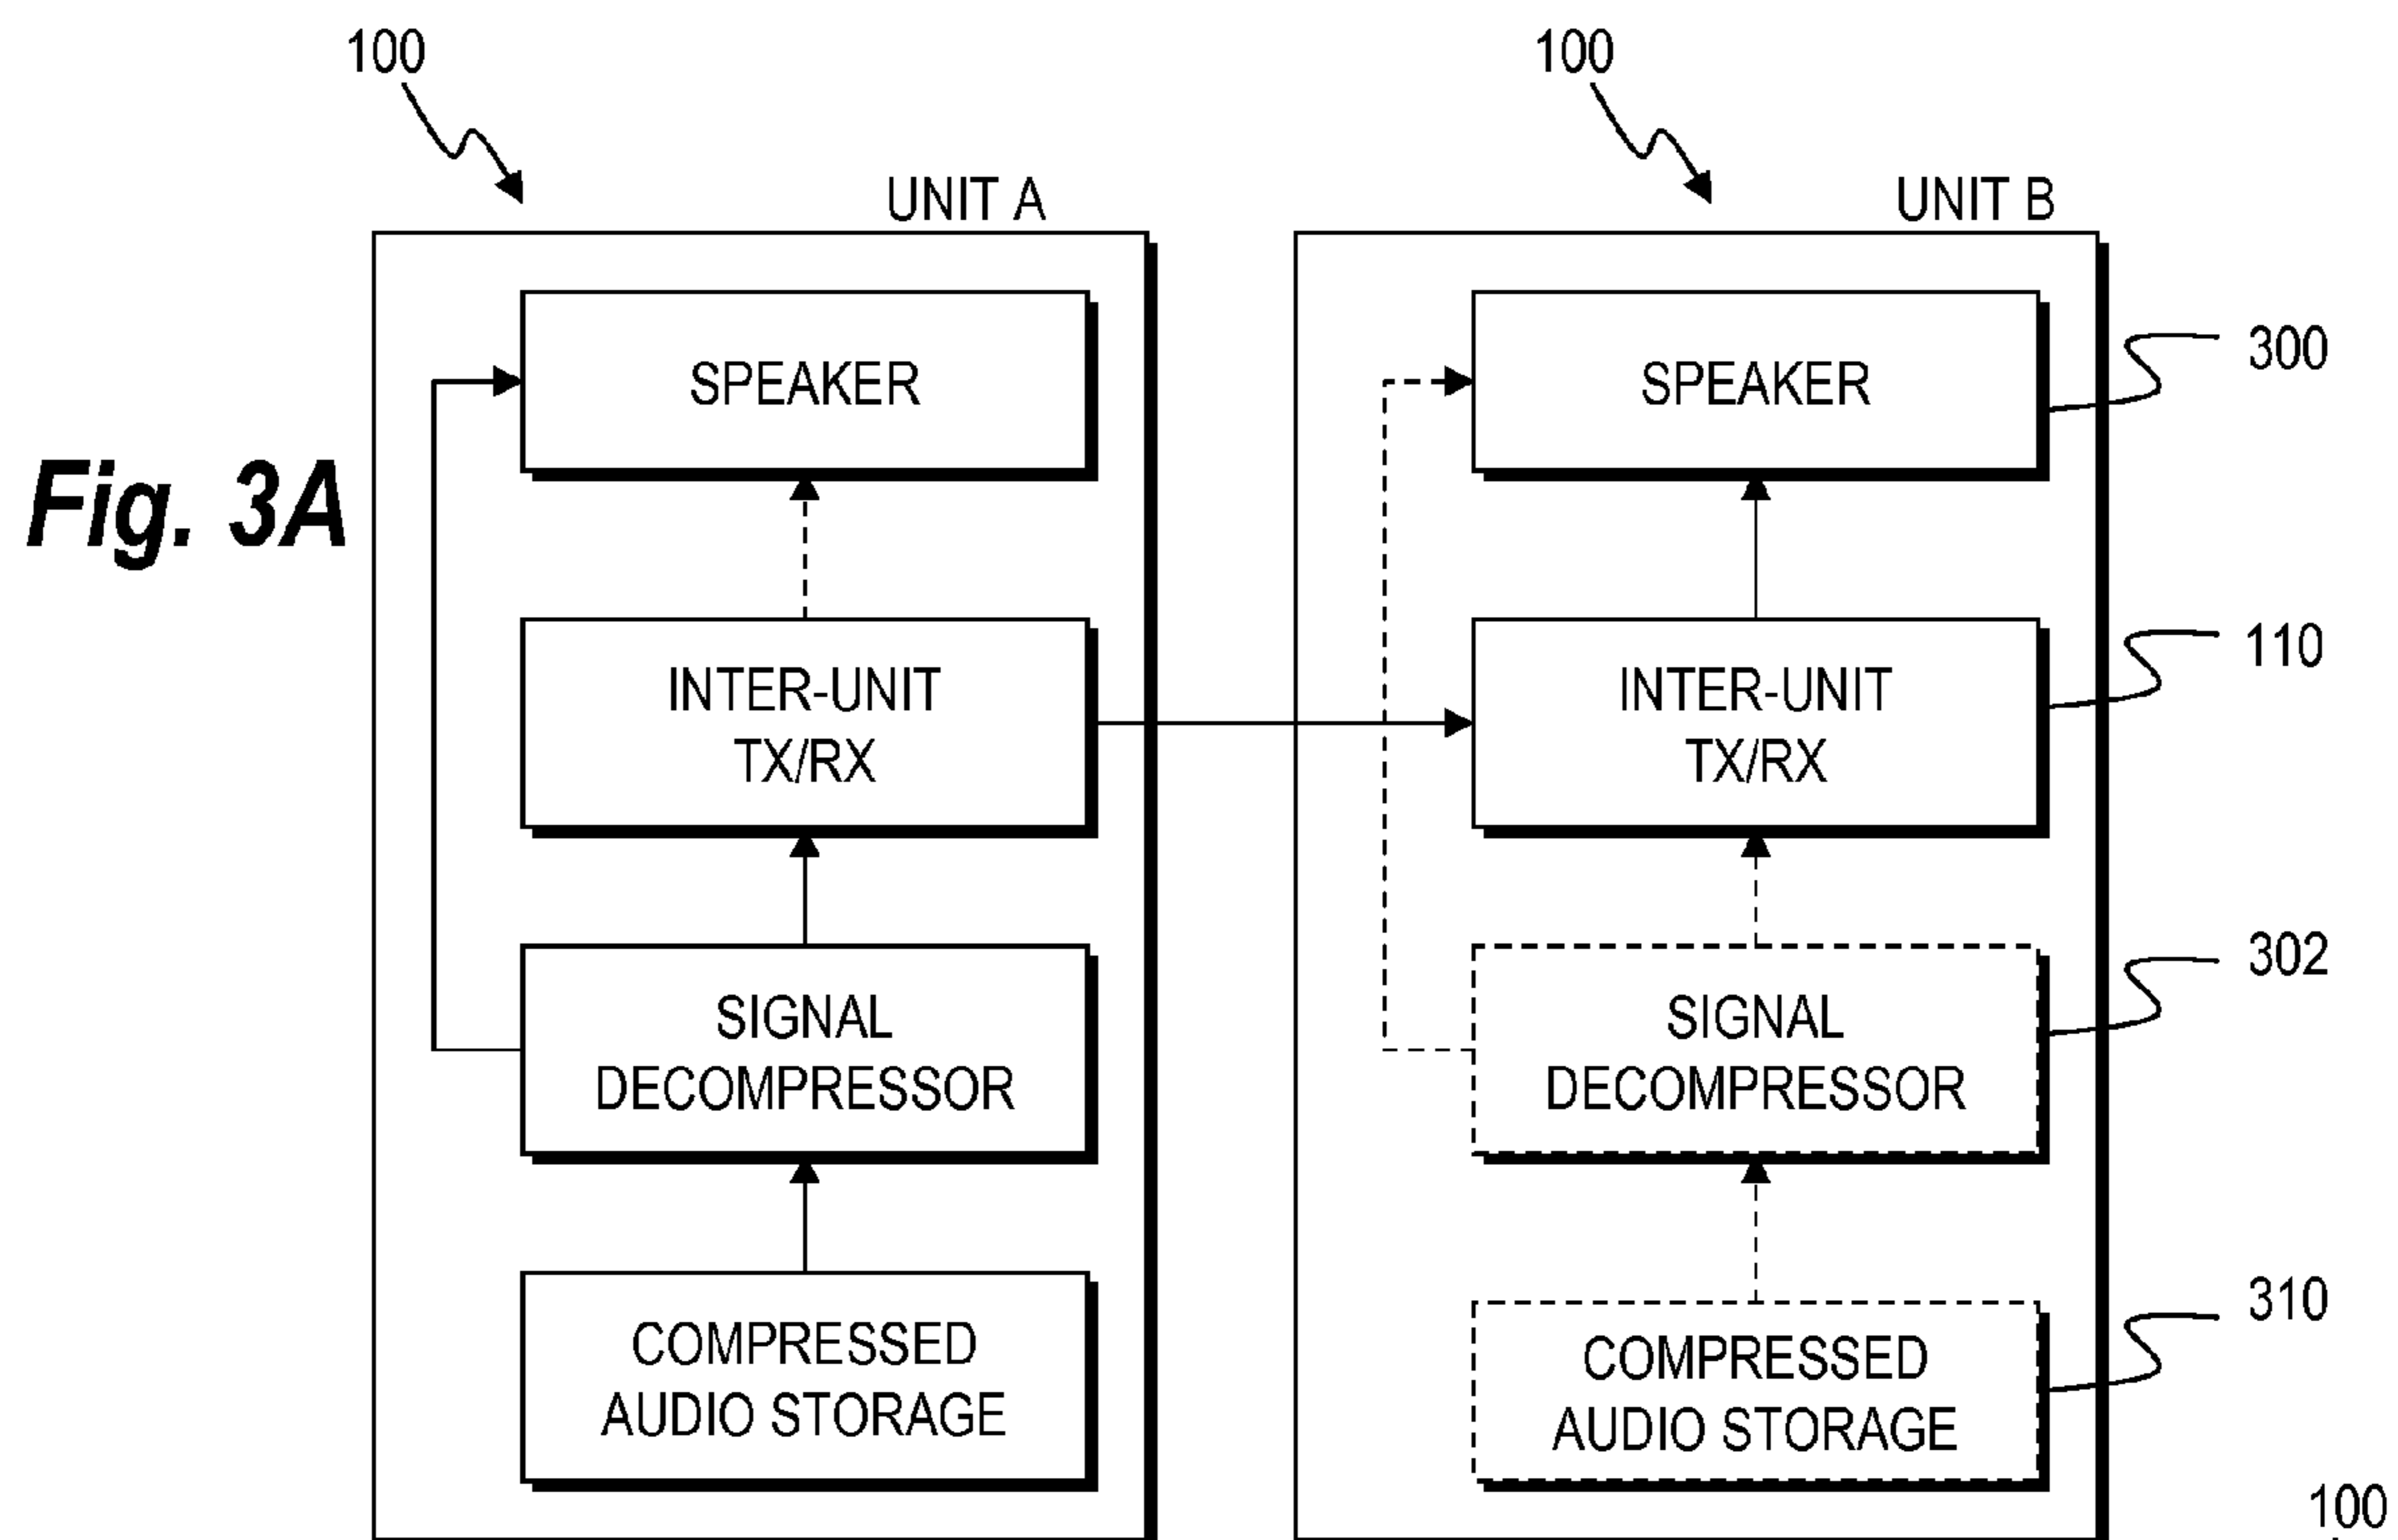 100
100
UNIT A
UNIT B
SPEAKER
SPEAKER
300
Fig. 3A
INTER-UNIT
TX/RX
INTER-UNIT
TX/RX
110
SIGNAL
DECOMPRESSOR
SIGNAL
DECOMPRESSOR
302
COMPRESSED
AUDIO STORAGE
COMPRESSED
AUDIO STORAGE
310
100